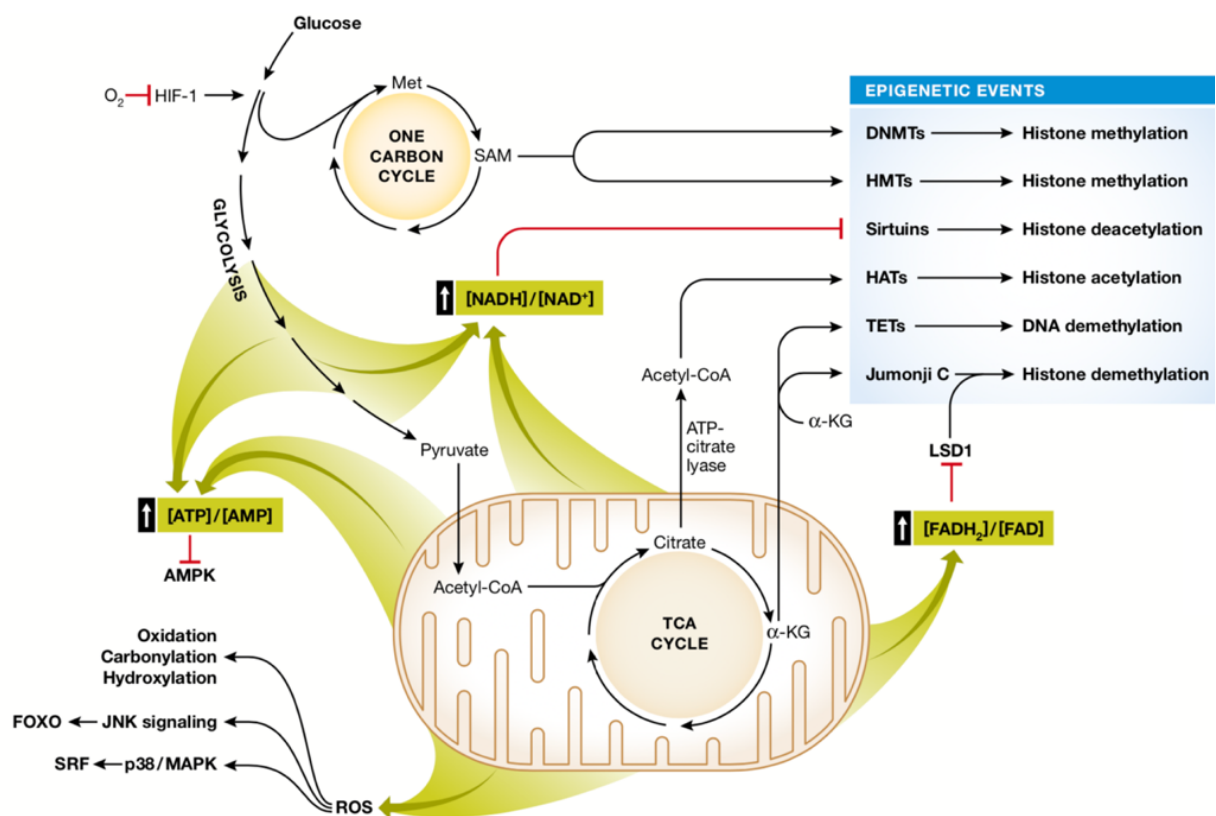 Glucose
O₂
HIF-1
Met
ONE
CARBON
CYCLE
SAM
GLYCOLYSIS
EPIGENETIC EVENTS
DNMTs
Histone methylation
HMTs
Histone methylation
Sirtuins
Histone deacetylation
HATs
Histone acetylation
TETs
DNA demethylation
Jumonji C
Histone demethylation
[NADH]/[NAD⁺]
Acetyl-CoA
α-KG
ATP-
citrate
lyase
LSD1
Pyruvate
[ATP]/[AMP]
AMPK
[FADH₂]/[FAD]
Citrate
Acetyl-CoA
TCA
CYCLE
α-KG
Oxidation
Carbonylation
Hydroxylation
FOXO
JNK signaling
SRF
p38/MAPK
ROS